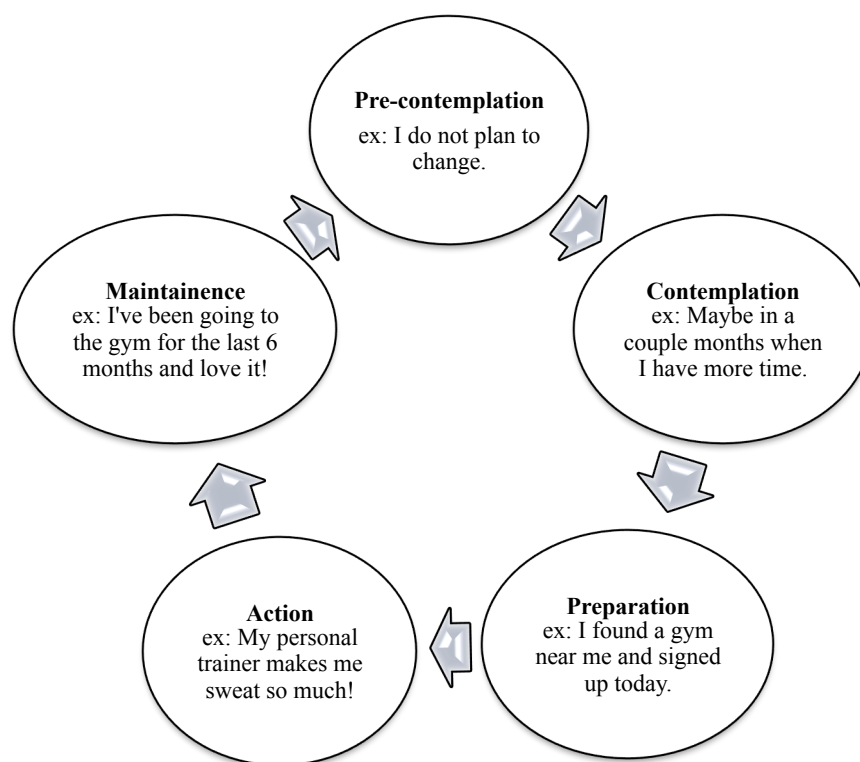 Pre-contemplation
ex: I do not plan to
change.
Contemplation
ex: Maybe in a
couple months when
I have more time.
Preparation
ex: I found a gym
near me and signed
up today.
Action
ex: My personal
trainer makes me
sweat so much!
Maintainence
ex: I've been going to
the gym for the last 6
months and love it!